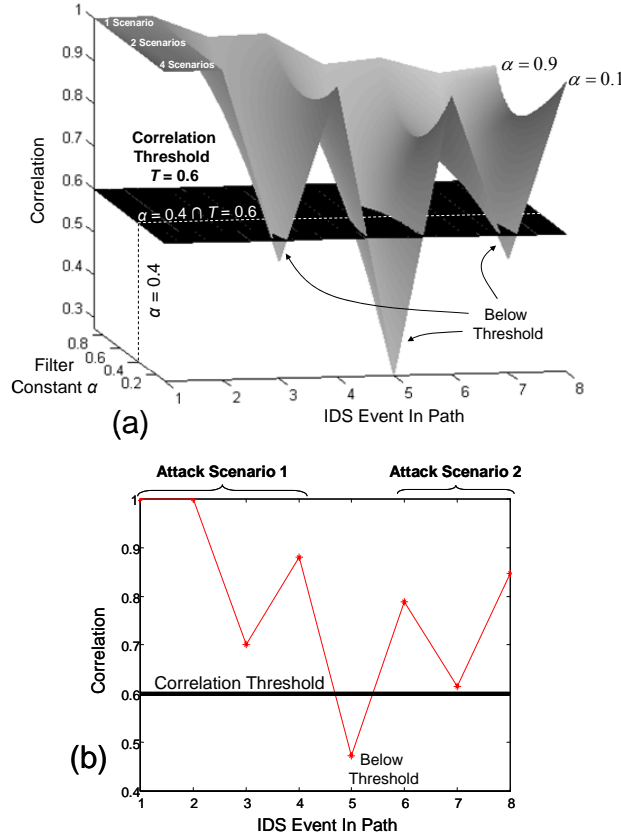 1
0.9
0.8
0.7
0.6
0.5
0.4
0.3
Correlation
1 Scenario
2 Scenarios
4 Scenarios
α = 0.9
α = 0.1
Correlation
Threshold
T = 0.6
α = 0.4 ∩ T = 0.6
α = 0.4
Below
Threshold
0.8
0.6
0.4
0.2
Filter
Constant α
1
2
3
4
5
6
7
8
IDS Event In Path
(a)
Attack Scenario 1
Attack Scenario 2
1
0.9
0.8
0.7
0.6
0.5
0.4
Correlation
Correlation Threshold
Below
Threshold
(b)
1
2
3
4
5
6
7
8
IDS Event In Path